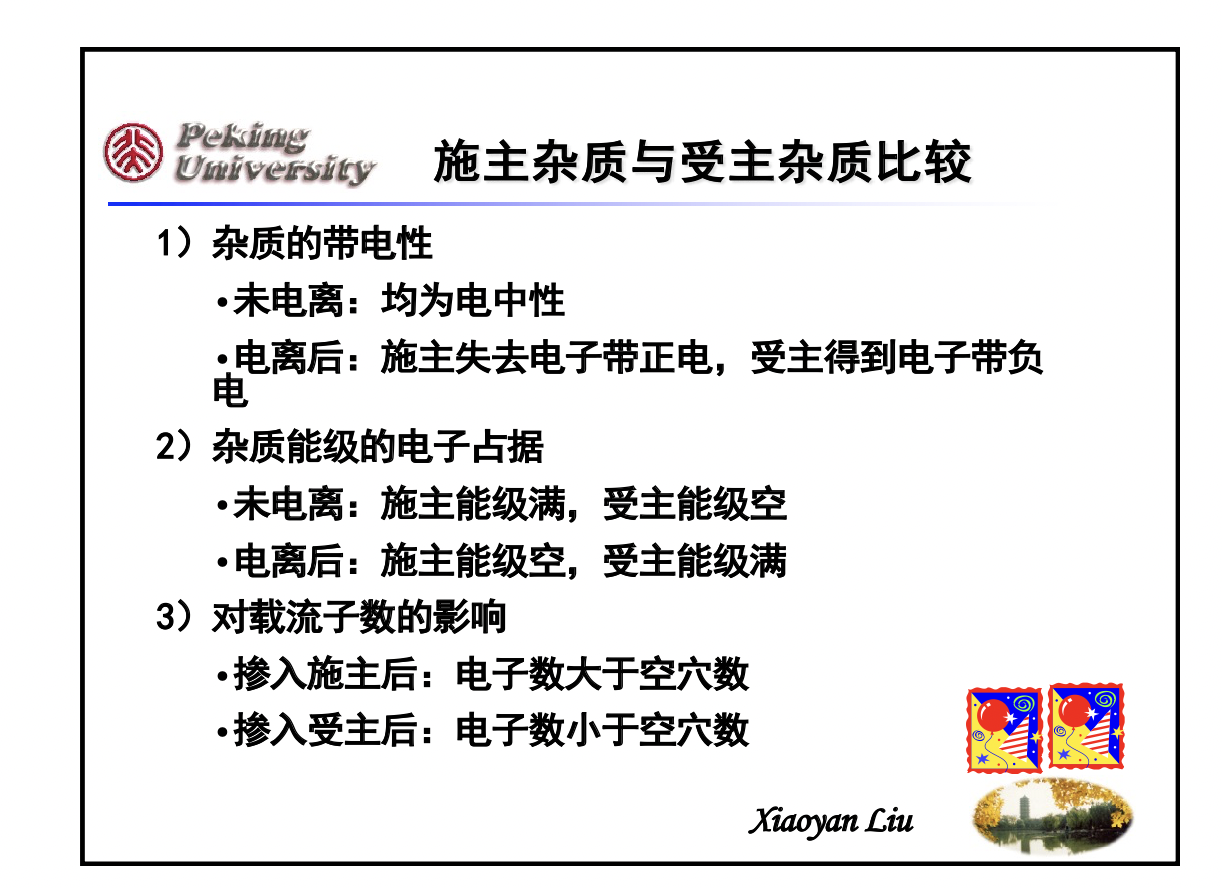 Peking
University
施主杂质与受主杂质比较
1）杂质的带电性
•未电离：均为电中性
•电离后：施主失去电子带正电，受主得到电子带负
电
2）杂质能级的电子占据
•未电离：施主能级满，受主能级空
•电离后：施主能级空，受主能级满
3）对载流子数的影响
•掺入施主后：电子数大于空穴数
•掺入受主后：电子数小于空穴数
Xiaoyan Liu